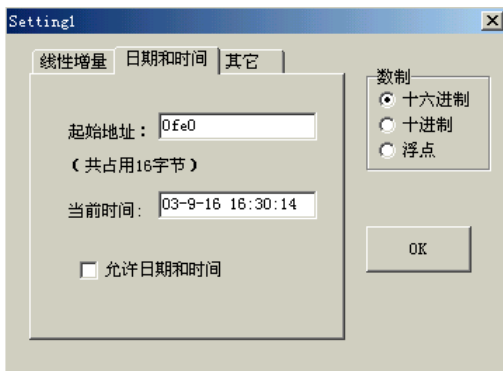 Setting1
线性增量 日期和时间 其它
起始地址： 0fe0
（共占用16字节）
当前时间: 03-9-16 16:30:14
允许日期和时间
数制
十六进制
十进制
浮点
OK